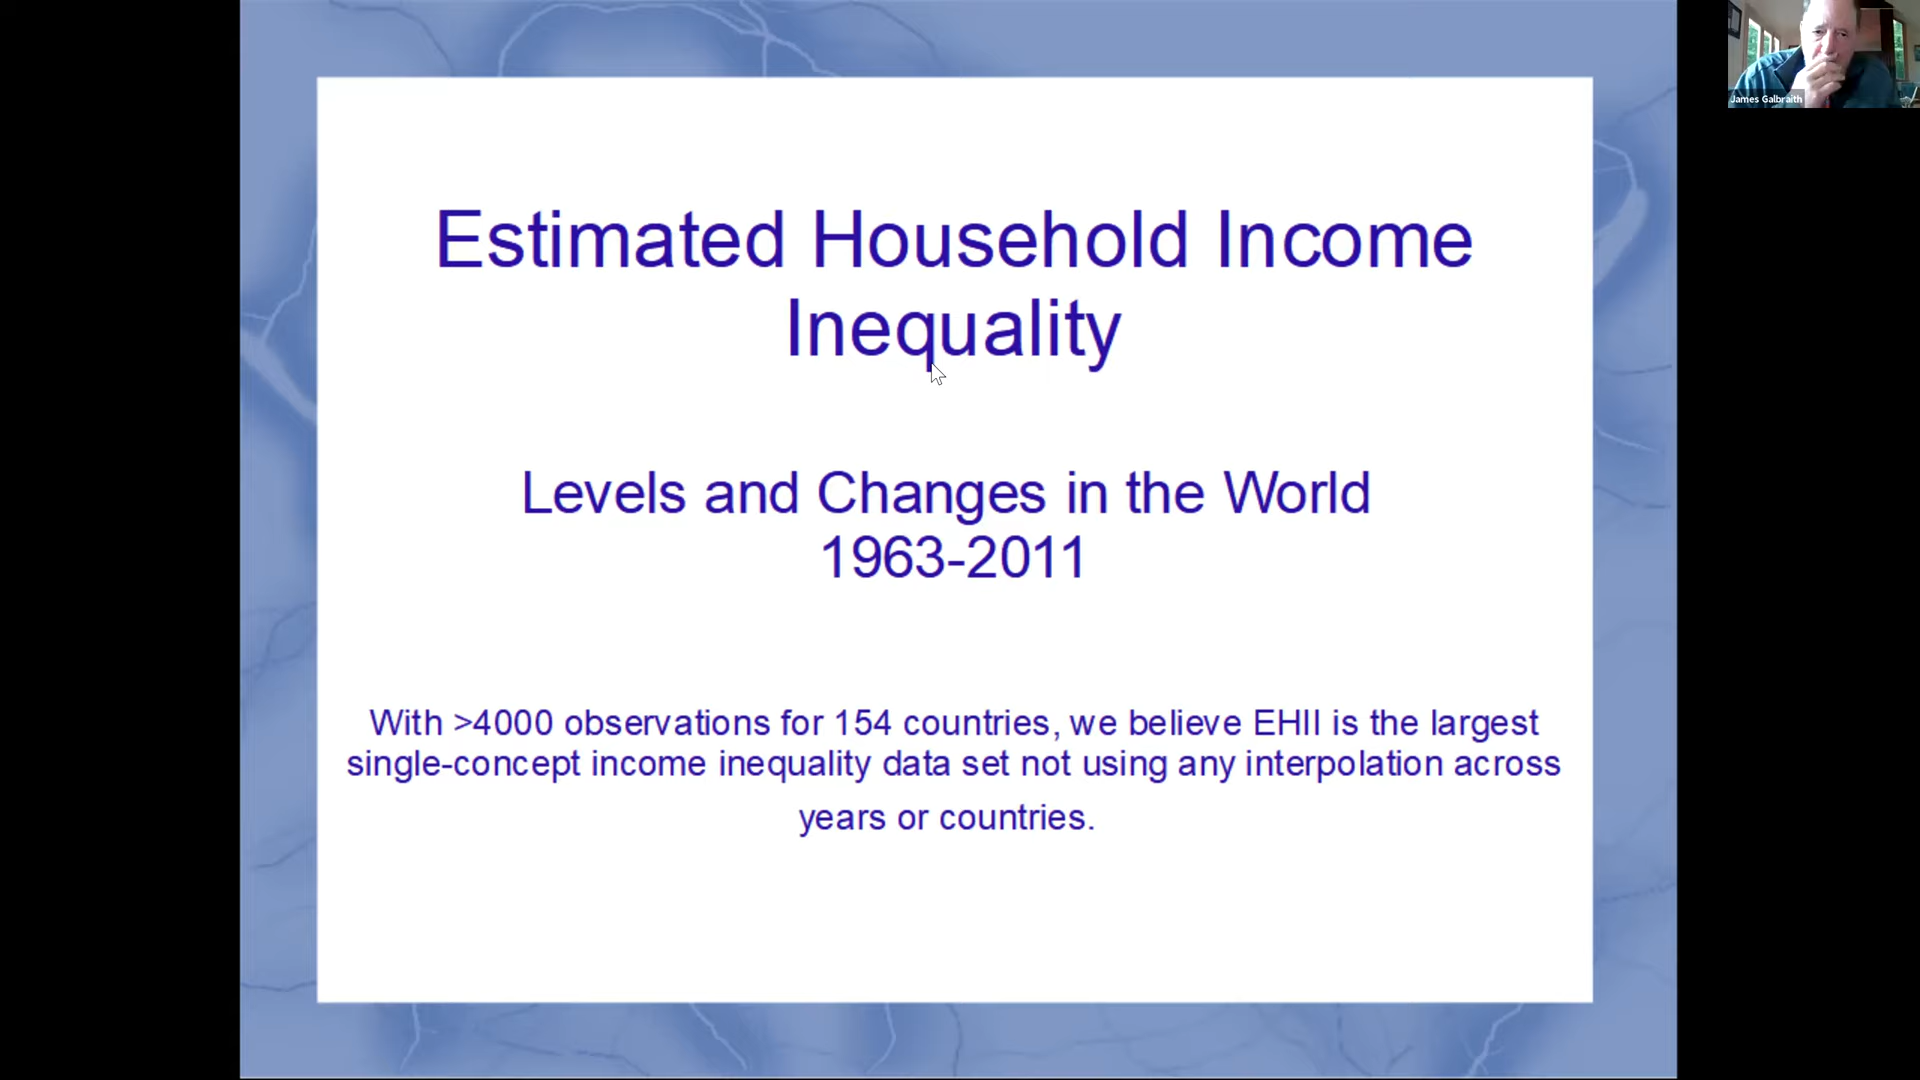 Estimated Household Income
Inequality
Levels and Changes in the World
1963-2011
With >4000 observations for 154 countries, we believe EHII is the largest
single-concept income inequality data set not using any interpolation across
years or countries.
James Galbraith